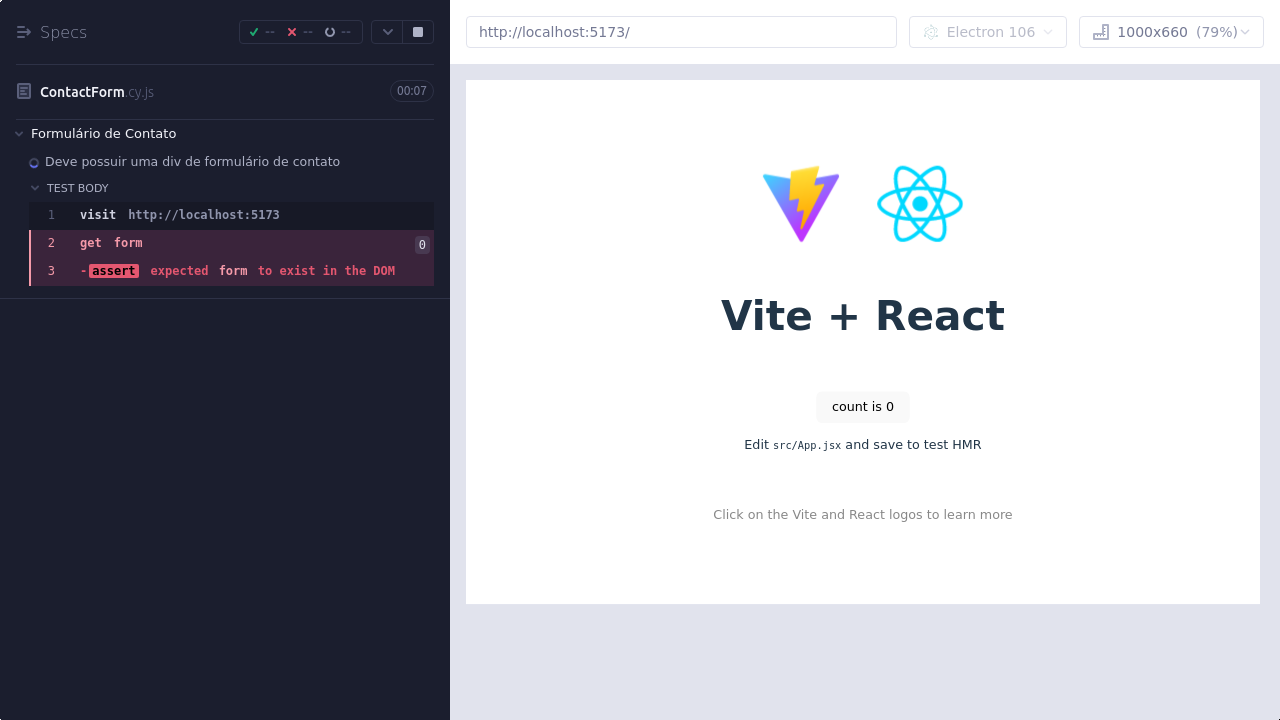 Specs -- -- --
ContactForm.cy.js 00:07
Formulário de Contato
Deve possuir uma div de formulário de contato
TEST BODY
1 visit http://localhost:5173
2 get form 0
3 -assert expected form to exist in the DOM
http://localhost:5173/ Electron 106 1000x660 (79%)
Vite + React
count is 0
Edit src/App.jsx and save to test HMR
Click on the Vite and React logos to learn more